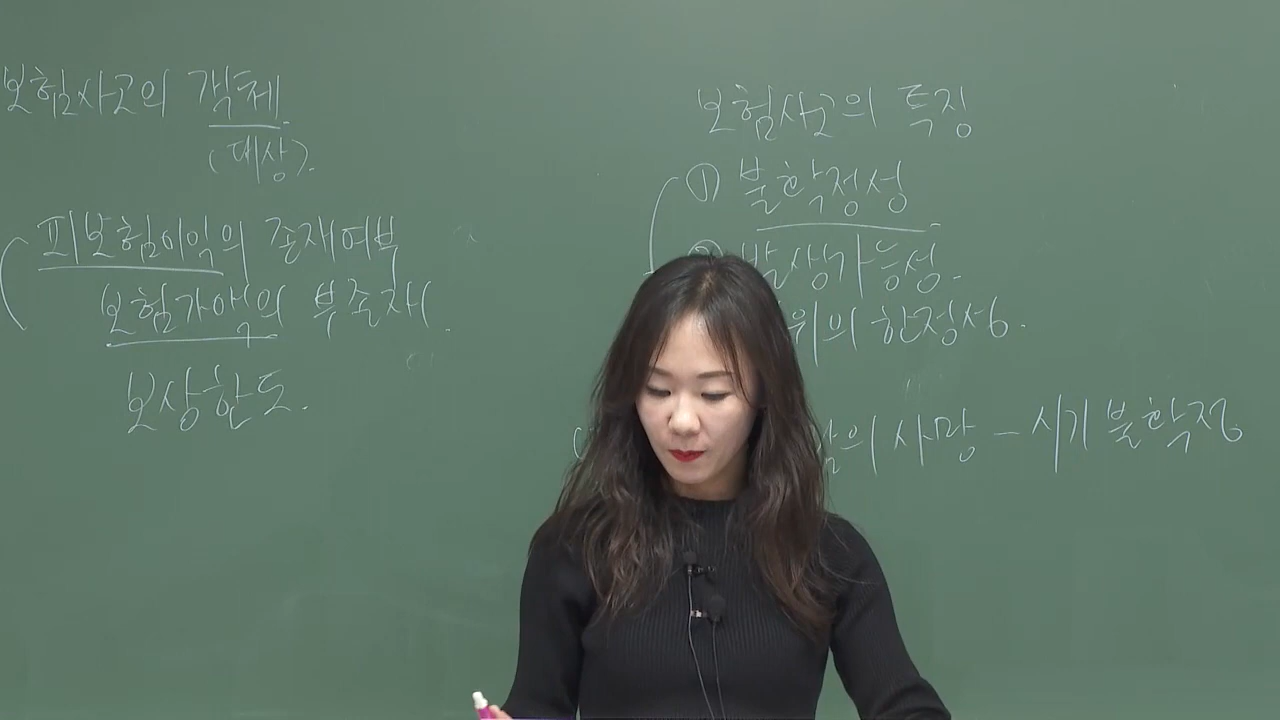 보험사고의 객체.
(대상).
피보험이익의 존재여부
보험가액의 부존재.
보상한도.
보험사고의 특징
① 불확정성
발생가능성.
위의 한정성.
의 사망 - 시기 불확정